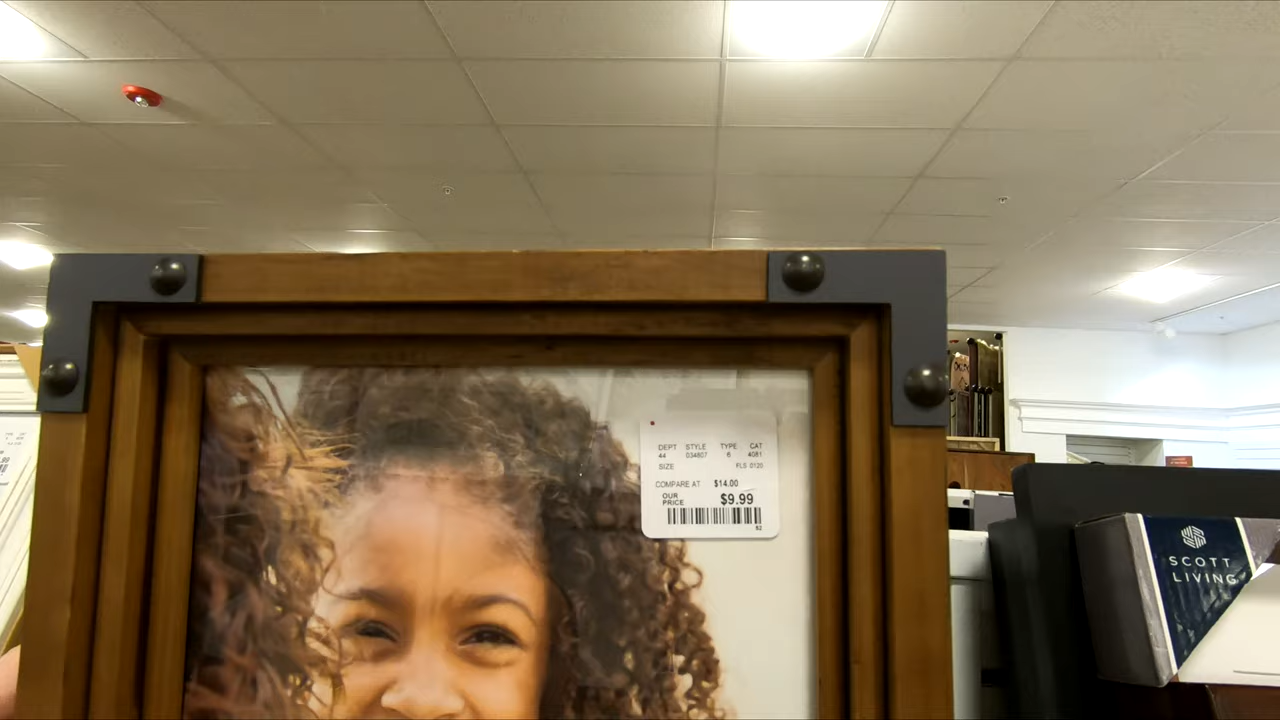 DEPT STYLE TYPE CAT
44 034807 6 4081
SIZE FLS 0120
COMPARE AT $14.00
OUR PRICE $9.99
52
SCOTT
LIVING